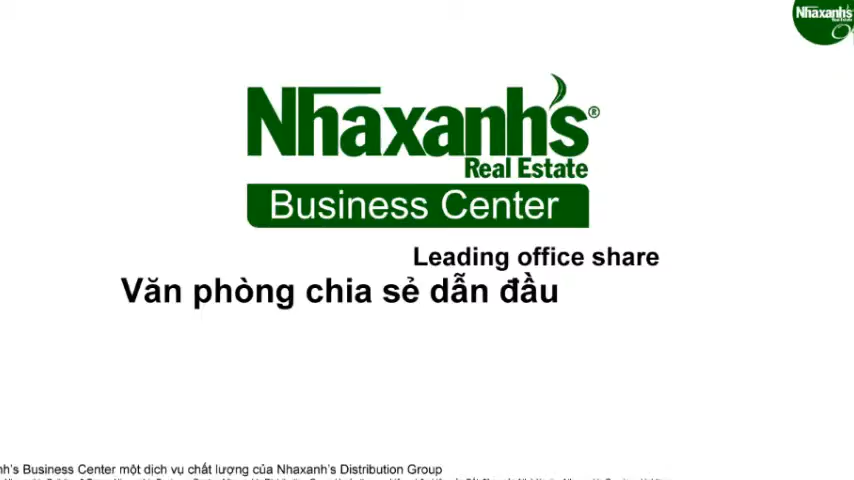 Nhaxanh's
Real Estate
Nhaxanh's®
Real Estate
Business Center
Leading office share
Văn phòng chia sẻ dẫn đầu
nh's Business Center một dịch vụ chất lượng của Nhaxanh's Distribution Group